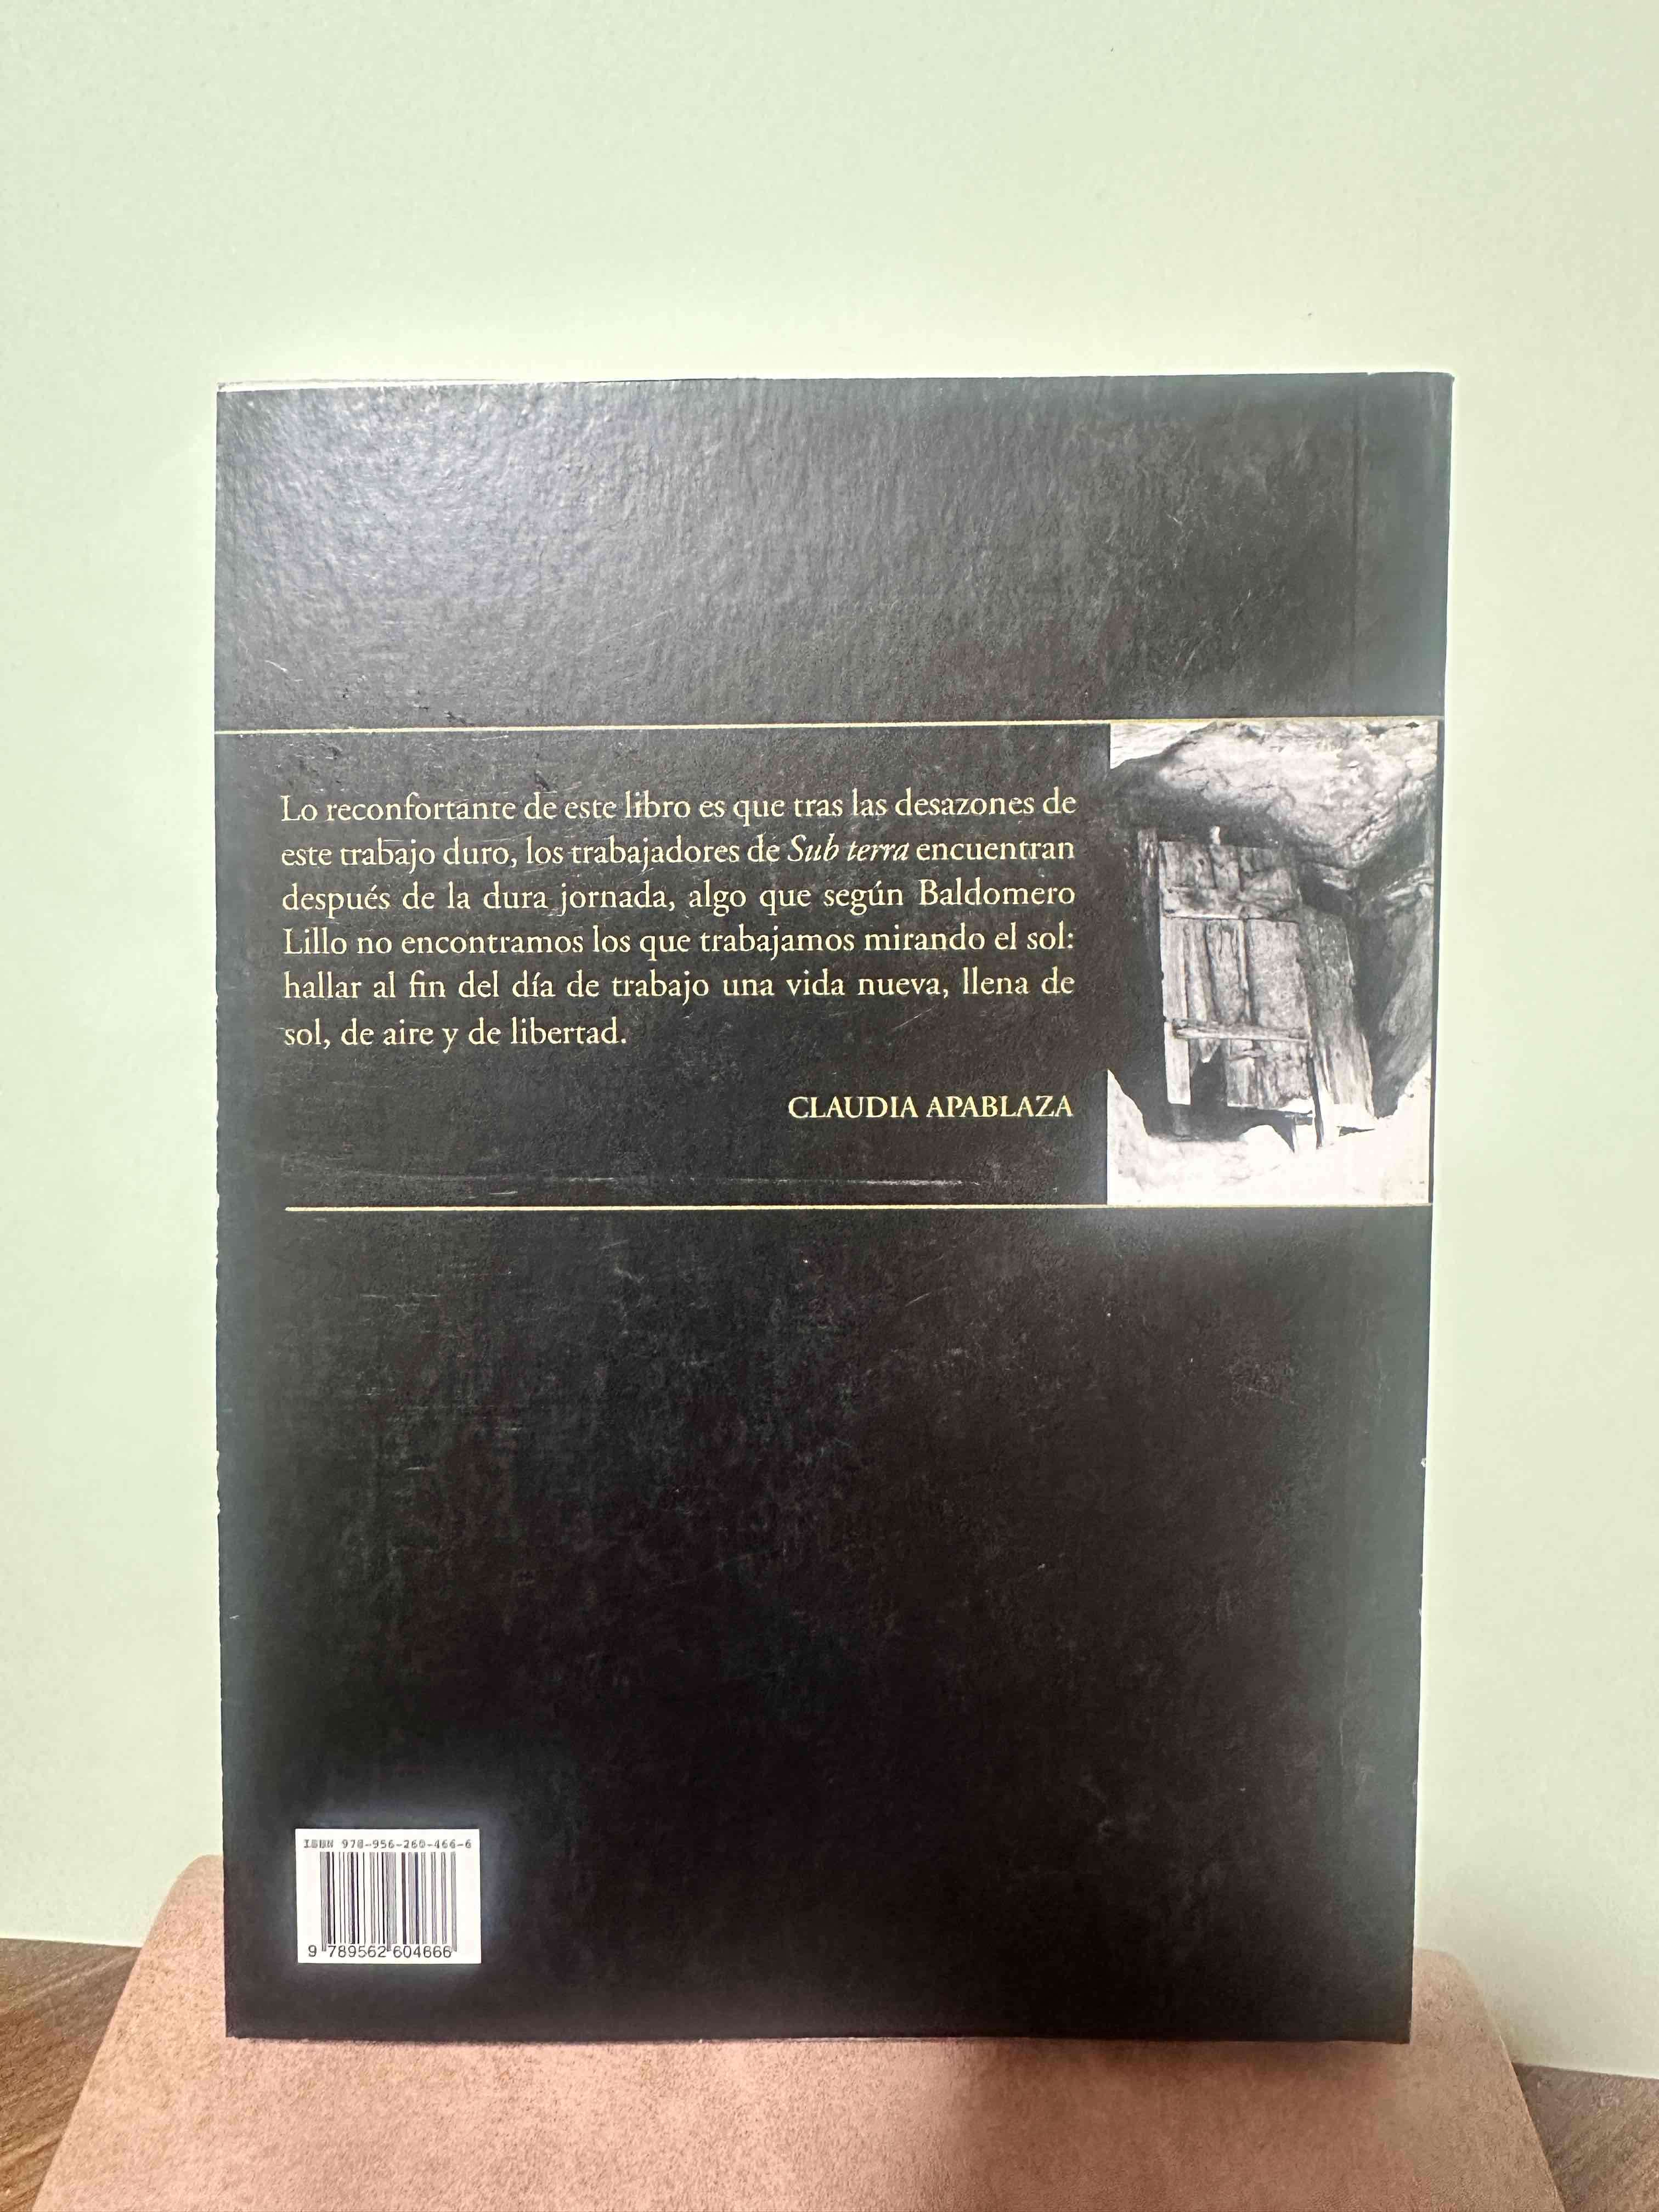 Lo reconfortante de este libro es que tras las desazones de
este trabajo duro, los trabajadores de Sub terra encuentran
después de la dura jornada, algo que según Baldomero
Lillo no encontramos los que trabajamos mirando el sol:
hallar al fin del día de trabajo una vida nueva, llena de
sol, de aire y de libertad.
CLAUDIA APABLAZA
ISBN 978-956-260-466-6
9 789562 604666